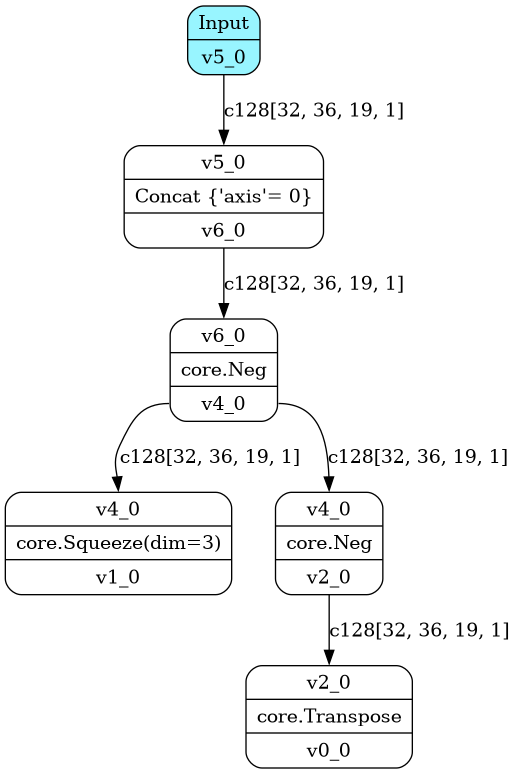 Input
v5_0
c128[32, 36, 19, 1]
v5_0
Concat {'axis'= 0}
v6_0
c128[32, 36, 19, 1]
v6_0
core.Neg
v4_0
c128[32, 36, 19, 1]
c128[32, 36, 19, 1]
v4_0
core.Squeeze(dim=3)
v1_0
v4_0
core.Neg
v2_0
c128[32, 36, 19, 1]
v2_0
core.Transpose
v0_0